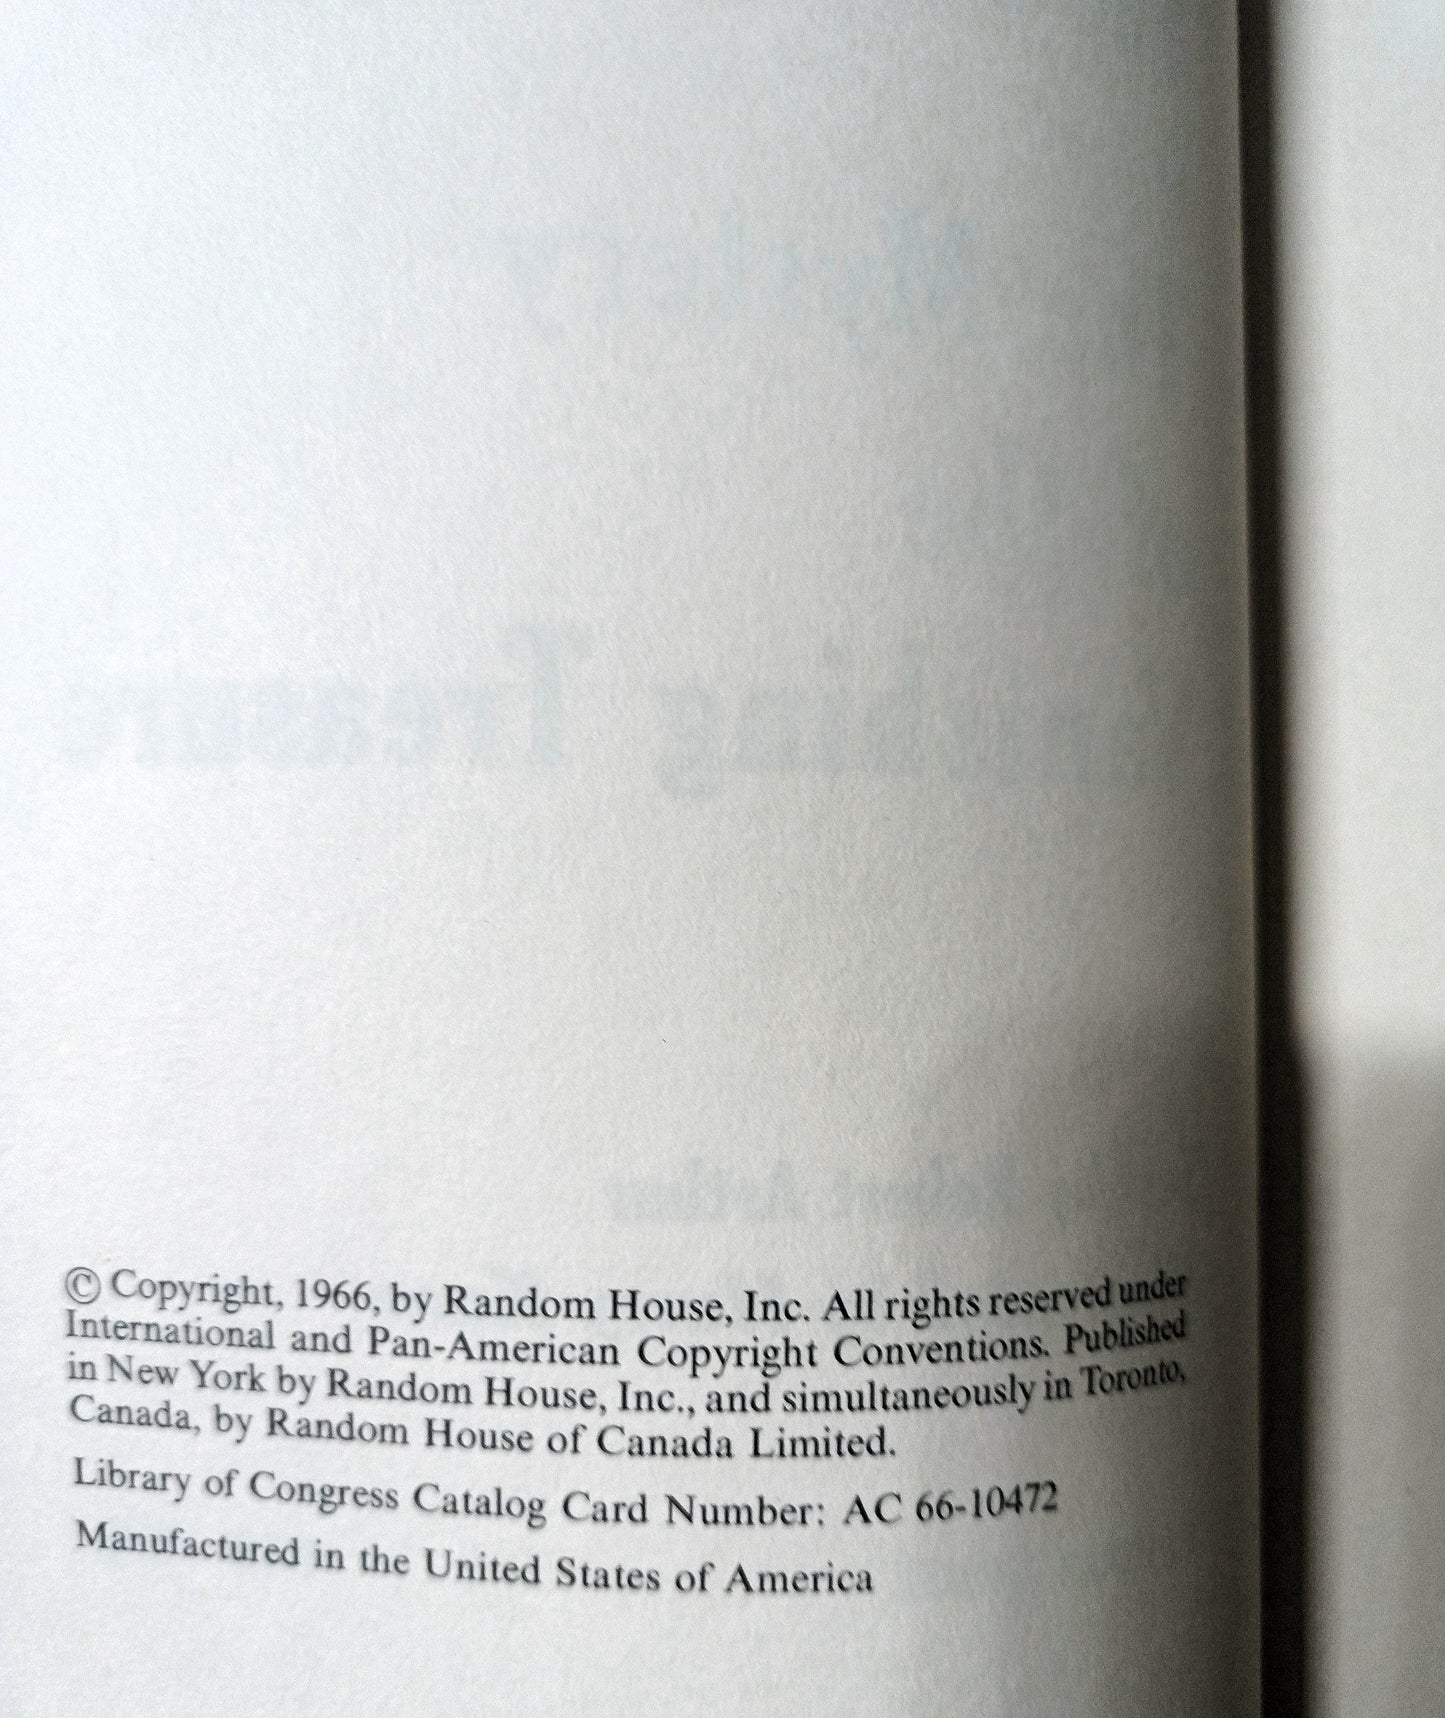 © Copyright, 1966, by Random House, Inc. All rights reserved under
International and Pan-American Copyright Conventions. Published
in New York by Random House, Inc., and simultaneously in Toronto,
Canada, by Random House of Canada Limited.
Library of Congress Catalog Card Number: AC 66-10472
Manufactured in the United States of America